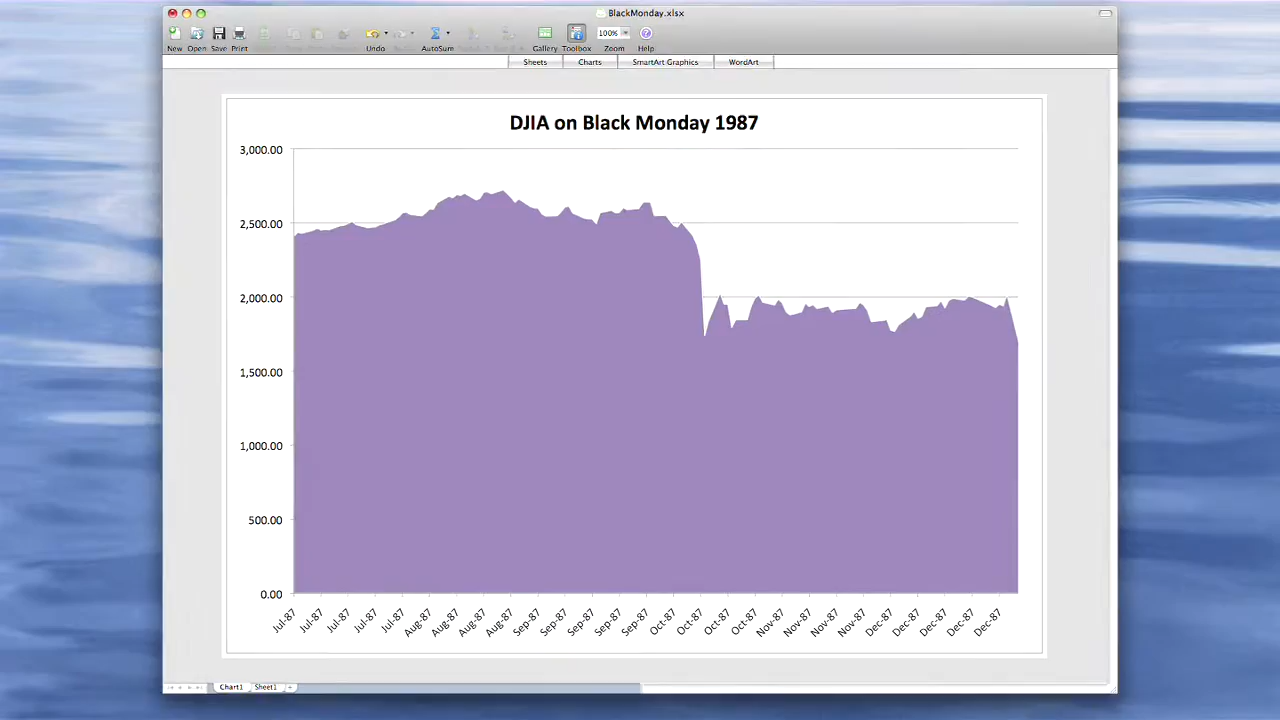 BlackMonday.xlsx
100%
New Open Save Print Undo AutoSum Gallery Toolbox Zoom Help
Sheets Charts SmartArt Graphics WordArt
DJIA on Black Monday 1987
3,000.00
2,500.00
2,000.00
1,500.00
1,000.00
500.00
0.00
Jul-87 Jul-87 Jul-87 Jul-87 Jul-87 Aug-87 Aug-87 Aug-87 Aug-87 Sep-87 Sep-87 Sep-87 Sep-87 Sep-87 Oct-87 Oct-87 Oct-87 Oct-87 Nov-87 Nov-87 Nov-87 Nov-87 Dec-87 Dec-87 Dec-87 Dec-87 Dec-87
Chart1 Sheet1